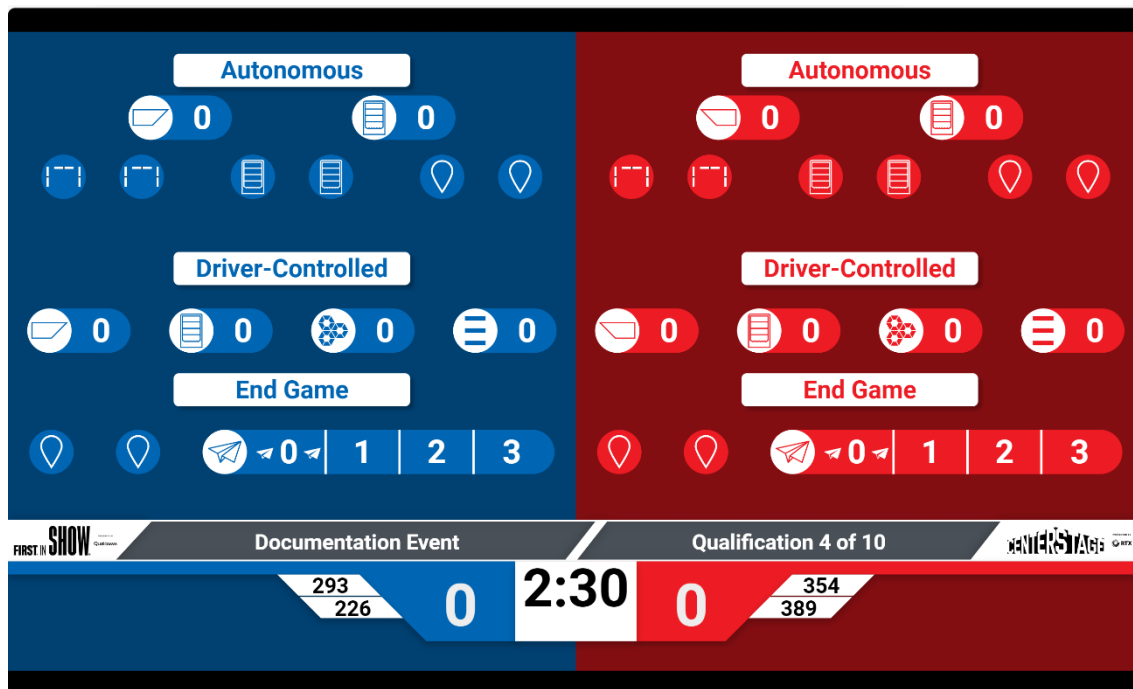 Autonomous
0 0
Driver-Controlled
0 0 0 0
End Game
0 1 2 3
Autonomous
0 0
Driver-Controlled
0 0 0 0
End Game
0 1 2 3
FIRST IN SHOW Qualcomm
Documentation Event
Qualification 4 of 10
CENTERSTAGE RTX
293
226
0
2:30
0
354
389